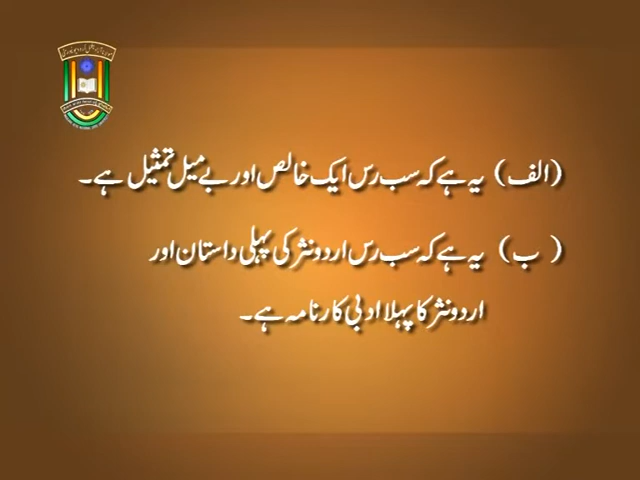 (الف) یہ ہے کہ سب رس ایک خالص اور بے میل تمثیل ہے۔
(ب) یہ ہے کہ سب رس اردو نثر کی پہلی داستان اور
اردو نثر کا پہلا ادبی کارنامہ ہے۔